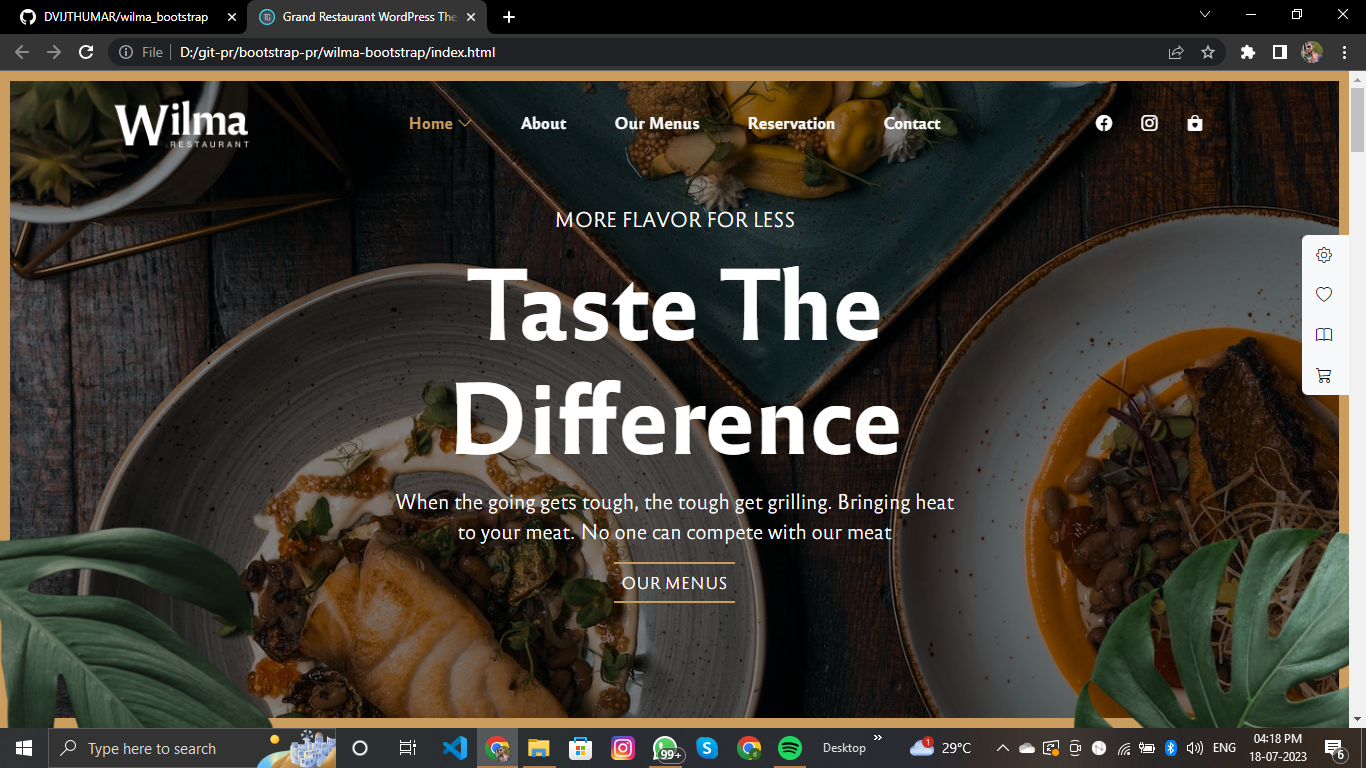 DVIJTHUMAR/wilma_bootstrap
Grand Restaurant WordPress The
File
D:/git-pr/bootstrap-pr/wilma-bootstrap/index.html
Wilma
RESTAURANT
Home
About
Our Menus
Reservation
Contact
MORE FLAVOR FOR LESS
Taste The
Difference
When the going gets tough, the tough get grilling. Bringing heat
to your meat. No one can compete with our meat
OUR MENUS
Type here to search
99+
Desktop
1
29°C
ENG
04:18 PM
18-07-2023
6